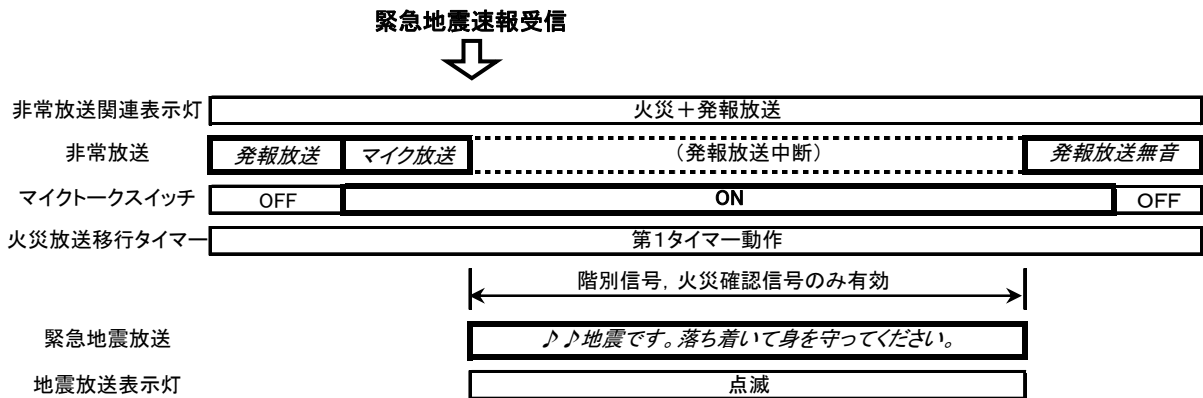 緊急地震速報受信
非常放送関連表示灯 火災+発報放送
非常放送 発報放送 マイク放送 (発報放送中断) 発報放送無音
マイクトークスイッチ OFF ON OFF
火災放送移行タイマー 第1タイマー動作
階別信号,火災確認信号のみ有効
緊急地震放送 ♪♪地震です。落ち着いて身を守ってください。
地震放送表示灯 点滅